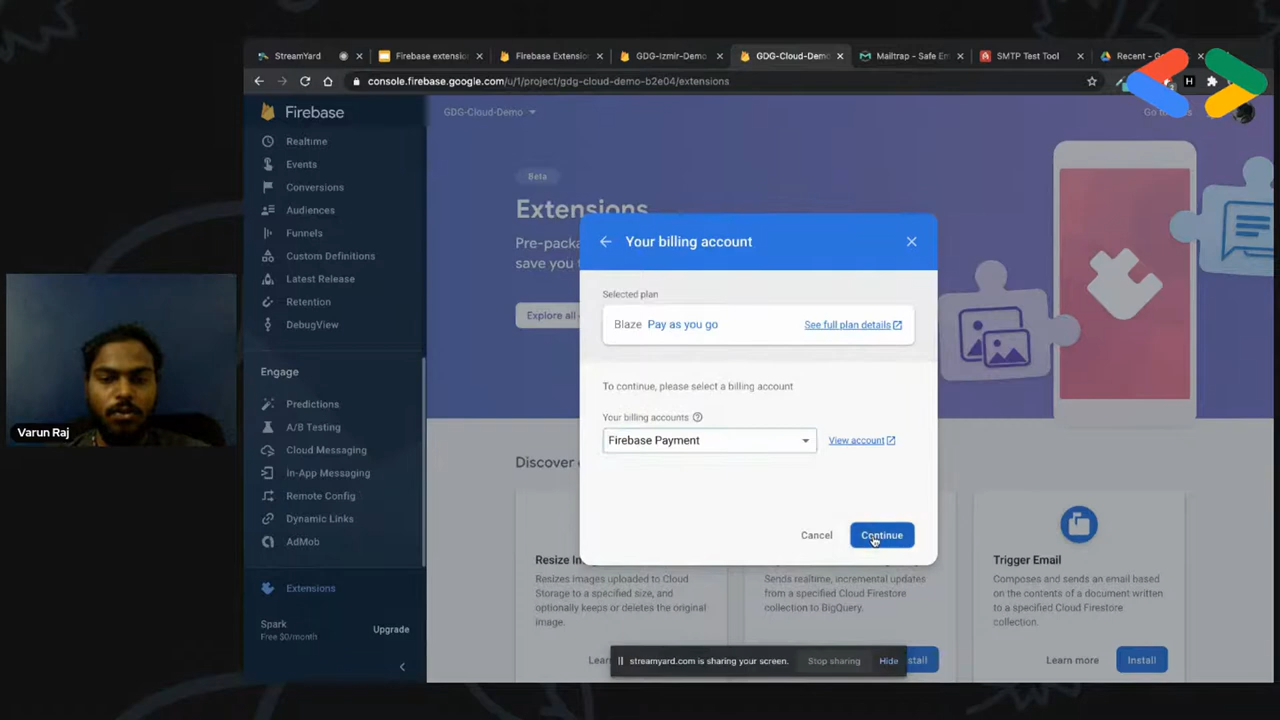 StreamYard
Firebase extensio
Firebase Extensio
GDG-Izmir-Demo
GDG-Cloud-Dem
Mailtrap - Safe Em
SMTP Test Tool
Recent - G
console.firebase.google.com/u/1/project/gdg-cloud-demo-b2e04/extensions
Firebase
GDG-Cloud-Demo
Go to
Realtime
Events
Conversions
Audiences
Funnels
Custom Definitions
Latest Release
Retention
DebugView
Engage
Predictions
A/B Testing
Cloud Messaging
In-App Messaging
Remote Config
Dynamic Links
AdMob
Extensions
Spark
Free $0/month
Upgrade
Beta
Extensions
Pre-packa
save you t
Explore all
Your billing account
Selected plan
Blaze Pay as you go
See full plan details
To continue, please select a billing account
Your billing accounts
Firebase Payment
View account
Cancel
Continue
Discover
Resize Im
Resizes images uploaded to Cloud
Storage to a specified size, and
optionally keeps or deletes the original
image.
Lear
Sends realtime, incremental updates
from a specified Cloud Firestore
collection to BigQuery.
stall
Trigger Email
Composes and sends an email based
on the contents of a document written
to a specified Cloud Firestore
collection.
Learn more
Install
streamyard.com is sharing your screen.
Stop sharing
Hide
Varun Raj